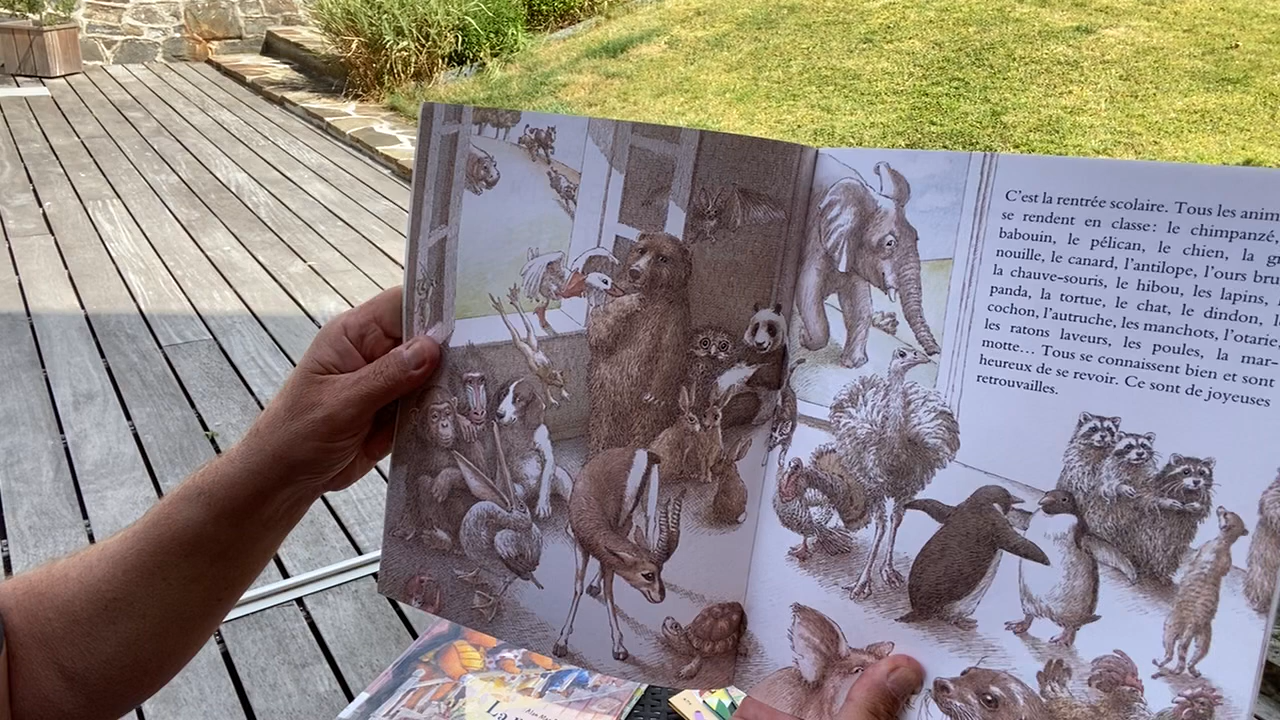 C'est la rentrée scolaire. Tous les anim
se rendent en classe: le chimpanzé,
babouin, le pélican, le chien, la g
nouille, le canard, l'antilope, l'ours bru
la chauve-souris, le hibou, les lapins,
panda, la tortue, le chat, le dindon, l
cochon, l'autruche, les manchots, l'otarie,
les ratons laveurs, les poules, la mar-
motte... Tous se connaissent bien et sont
heureux de se revoir. Ce sont de joyeuses
retrouvailles.
La